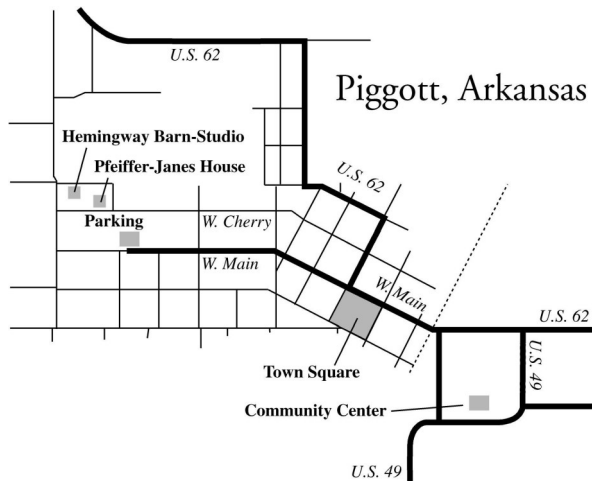 U.S. 62
Piggott, Arkansas
Hemingway Barn-Studio
Pfeiffer-Janes House
U.S. 62
Parking
W. Cherry
W. Main
W. Main
U.S. 62
U.S. 49
Town Square
Community Center
U.S. 49